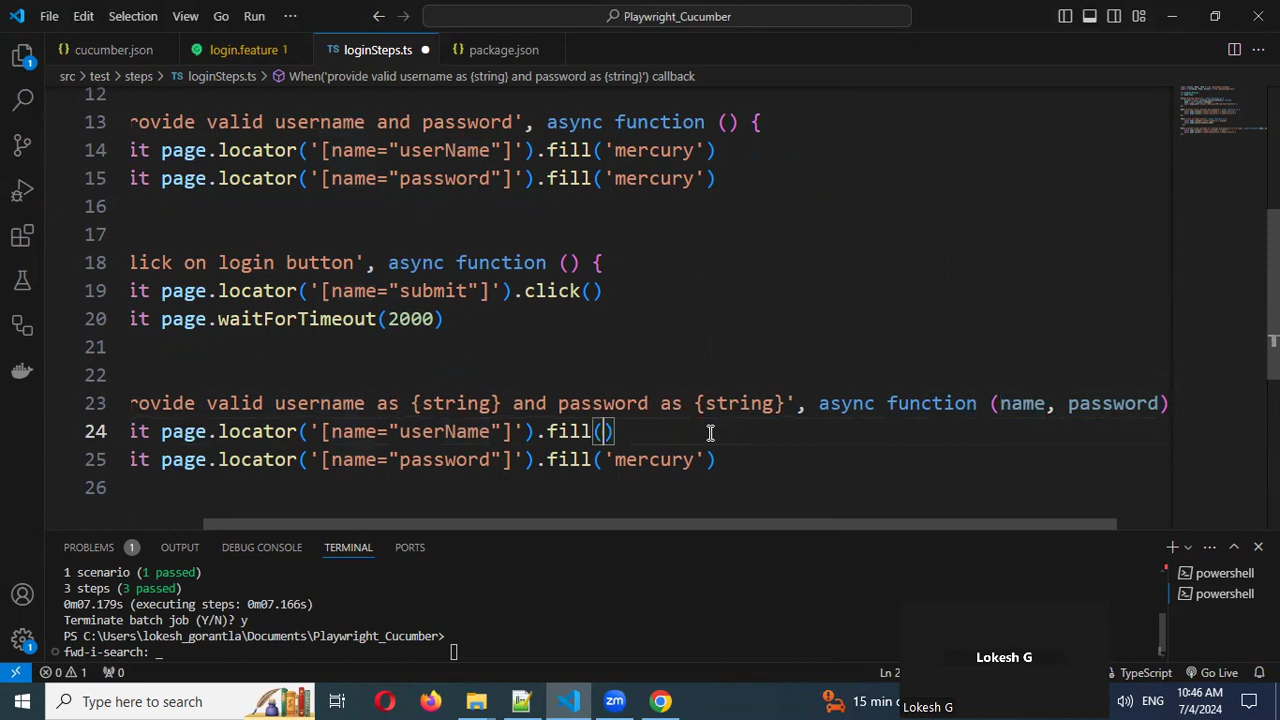 File Edit Selection View Go Run ··· Playwright_Cucumber
cucumber.json login.feature 1 TS loginSteps.ts package.json
src > test > steps > TS loginSteps.ts > When('provide valid username as {string} and password as {string}') callback
12
13 rovide valid username and password', async function () {
14 it page.locator('[name="userName"]').fill('mercury')
15 it page.locator('[name="password"]').fill('mercury')
16
17
18 lick on login button', async function () {
19 it page.locator('[name="submit"]').click()
20 it page.waitForTimeout(2000)
21
22
23 rovide valid username as {string} and password as {string}', async function (name, password)
24 it page.locator('[name="userName"]').fill()
25 it page.locator('[name="password"]').fill('mercury')
26
PROBLEMS 1 OUTPUT DEBUG CONSOLE TERMINAL PORTS
1 scenario (1 passed)
3 steps (3 passed)
0m07.179s (executing steps: 0m07.166s)
Terminate batch job (Y/N)? y
PS C:\Users\lokesh_gorantla\Documents\Playwright_Cucumber>
fwd-i-search: _
powershell
powershell
Lokesh G
0 1 0 Ln 2 TypeScript Go Live
Type here to search zm 15 min ENG 10:46 AM
7/4/2024
Lokesh G